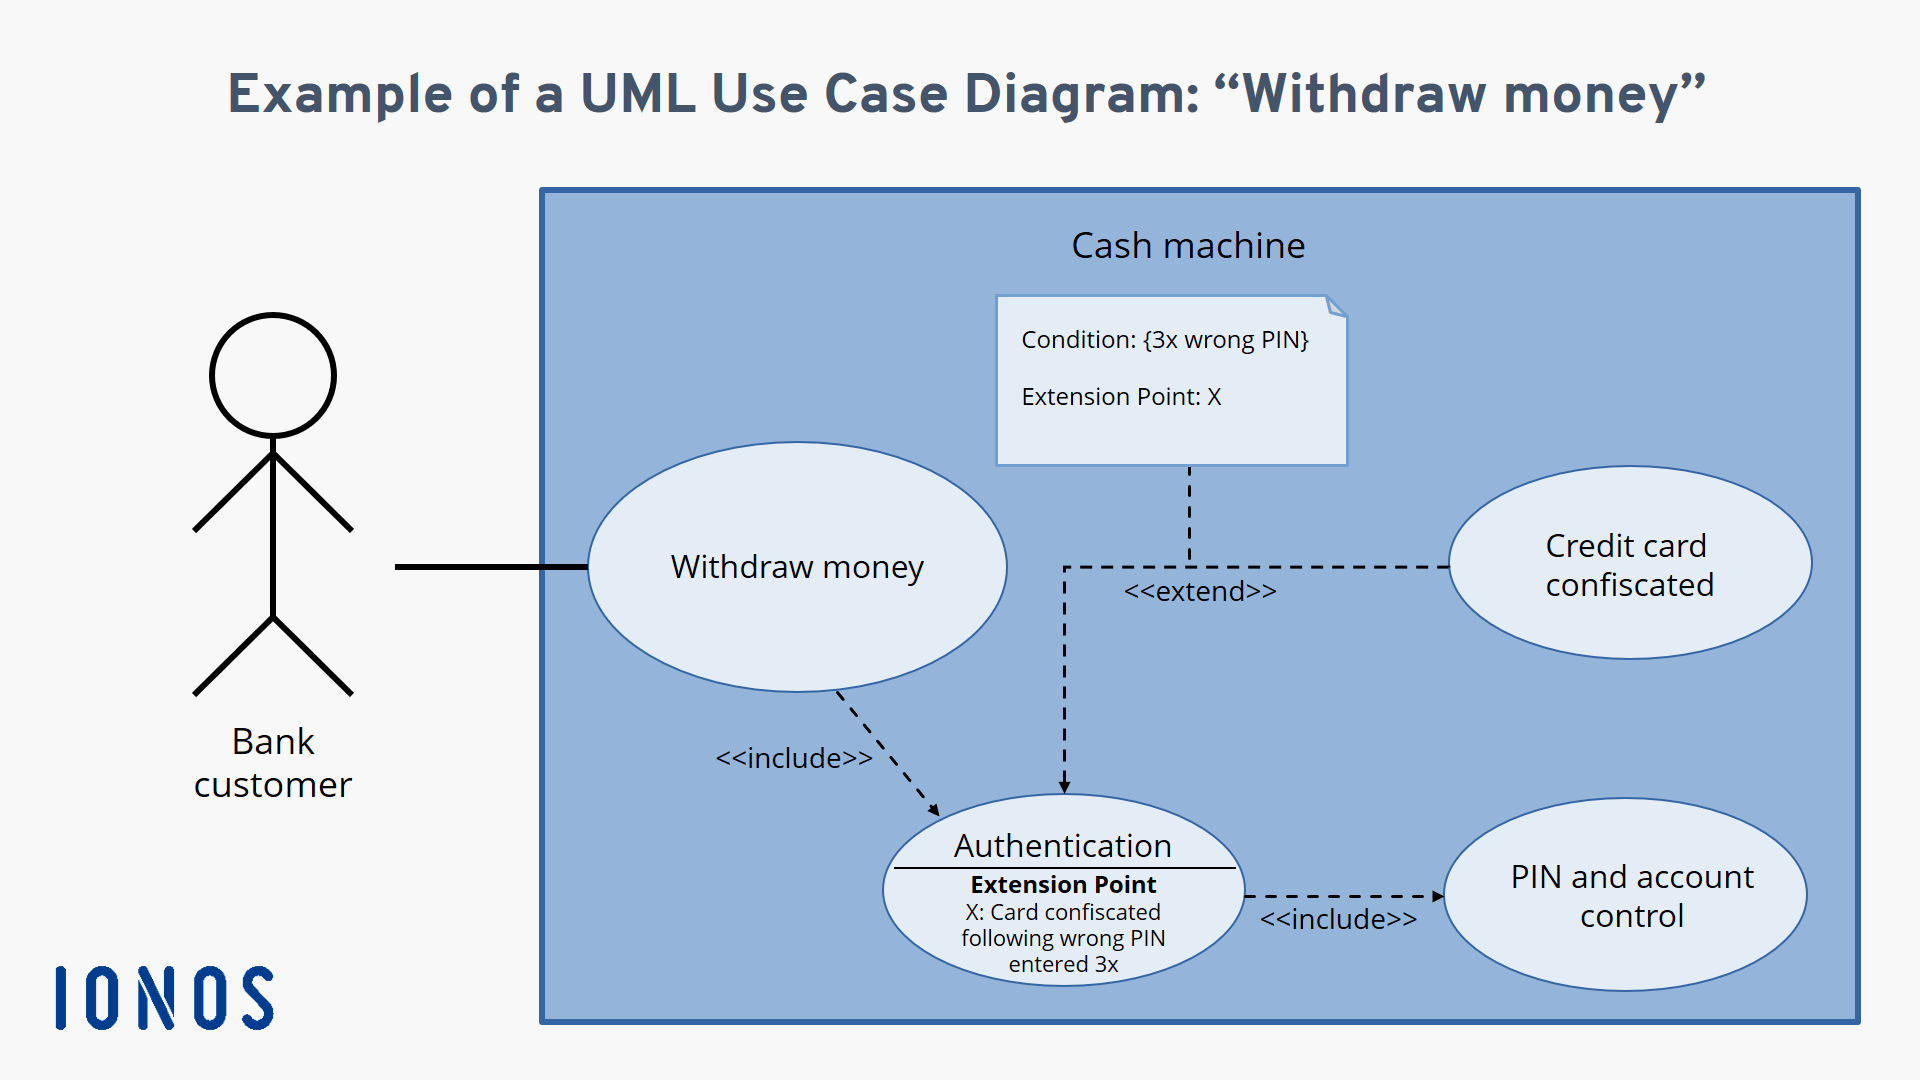 Example of a UML Use Case Diagram: “Withdraw money”
Cash machine
Condition: {3x wrong PIN}
Extension Point: X
Withdraw money
Credit card
confiscated
<<extend>>
Bank
customer
<<include>>
Authentication
Extension Point
X: Card confiscated
following wrong PIN
entered 3x
<<include>>
PIN and account
control
IONOS